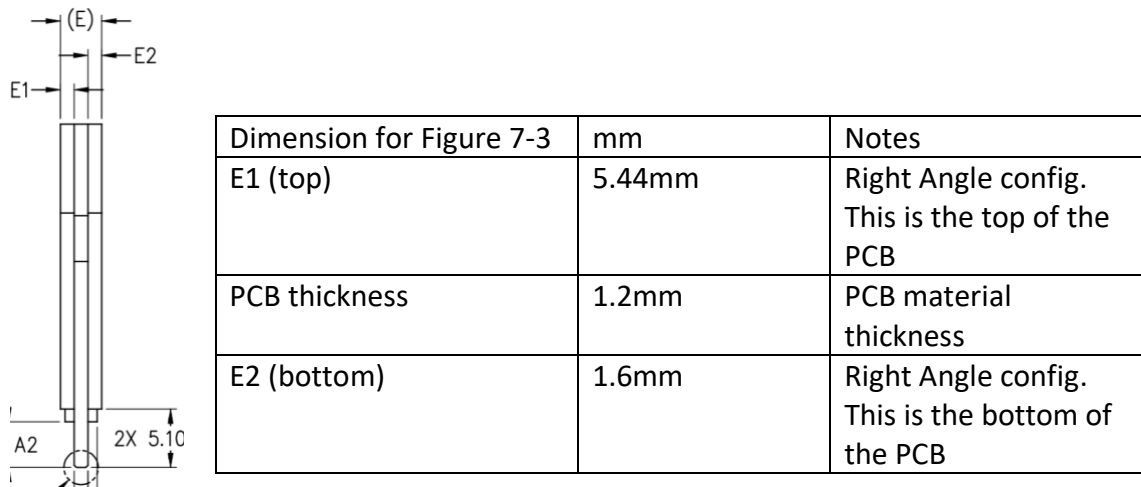 (E)
E2
E1
A2
2X 5.10
Dimension for Figure 7-3 mm Notes
E1 (top) 5.44mm Right Angle config.
This is the top of the
PCB
PCB thickness 1.2mm PCB material
thickness
E2 (bottom) 1.6mm Right Angle config.
This is the bottom of
the PCB